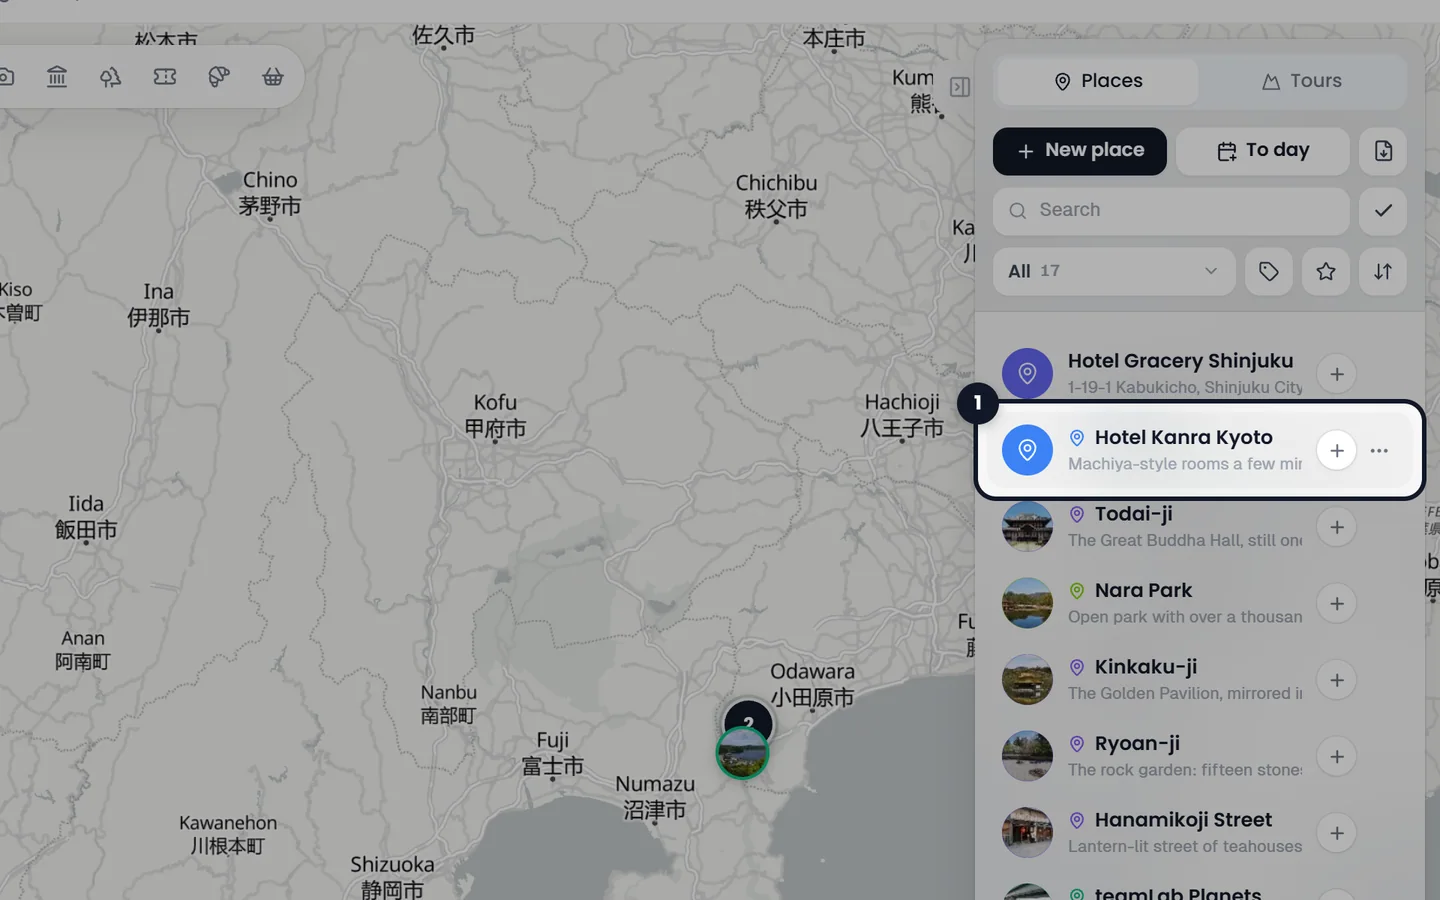 松本市
佐久市
本庄市
Kum
熊
Chino
茅野市
Chichibu
秩父市
Ka
川
Kiso
木曽町
Ina
伊那市
Kofu
甲府市
Hachioji
八王子市
Iida
飯田市
Anan
阿南町
Nanbu
南部町
Fuji
富士市
Odawara
小田原市
2
Numazu
沼津市
Kawanehon
川根本町
Shizuoka
静岡市
Places
Tours
New place
To day
Search
All 17
Hotel Gracery Shinjuku
1-19-1 Kabukicho, Shinjuku City
1
Hotel Kanra Kyoto
Machiya-style rooms a few
Todai-ji
The Great Buddha Hall, still one
Nara Park
Open park with over a thousan
Kinkaku-ji
The Golden Pavilion, mirrored
Ryoan-ji
The rock garden: fifteen stones
Hanamikoji Street
Lantern-lit street of teahouses
teamLab Planets